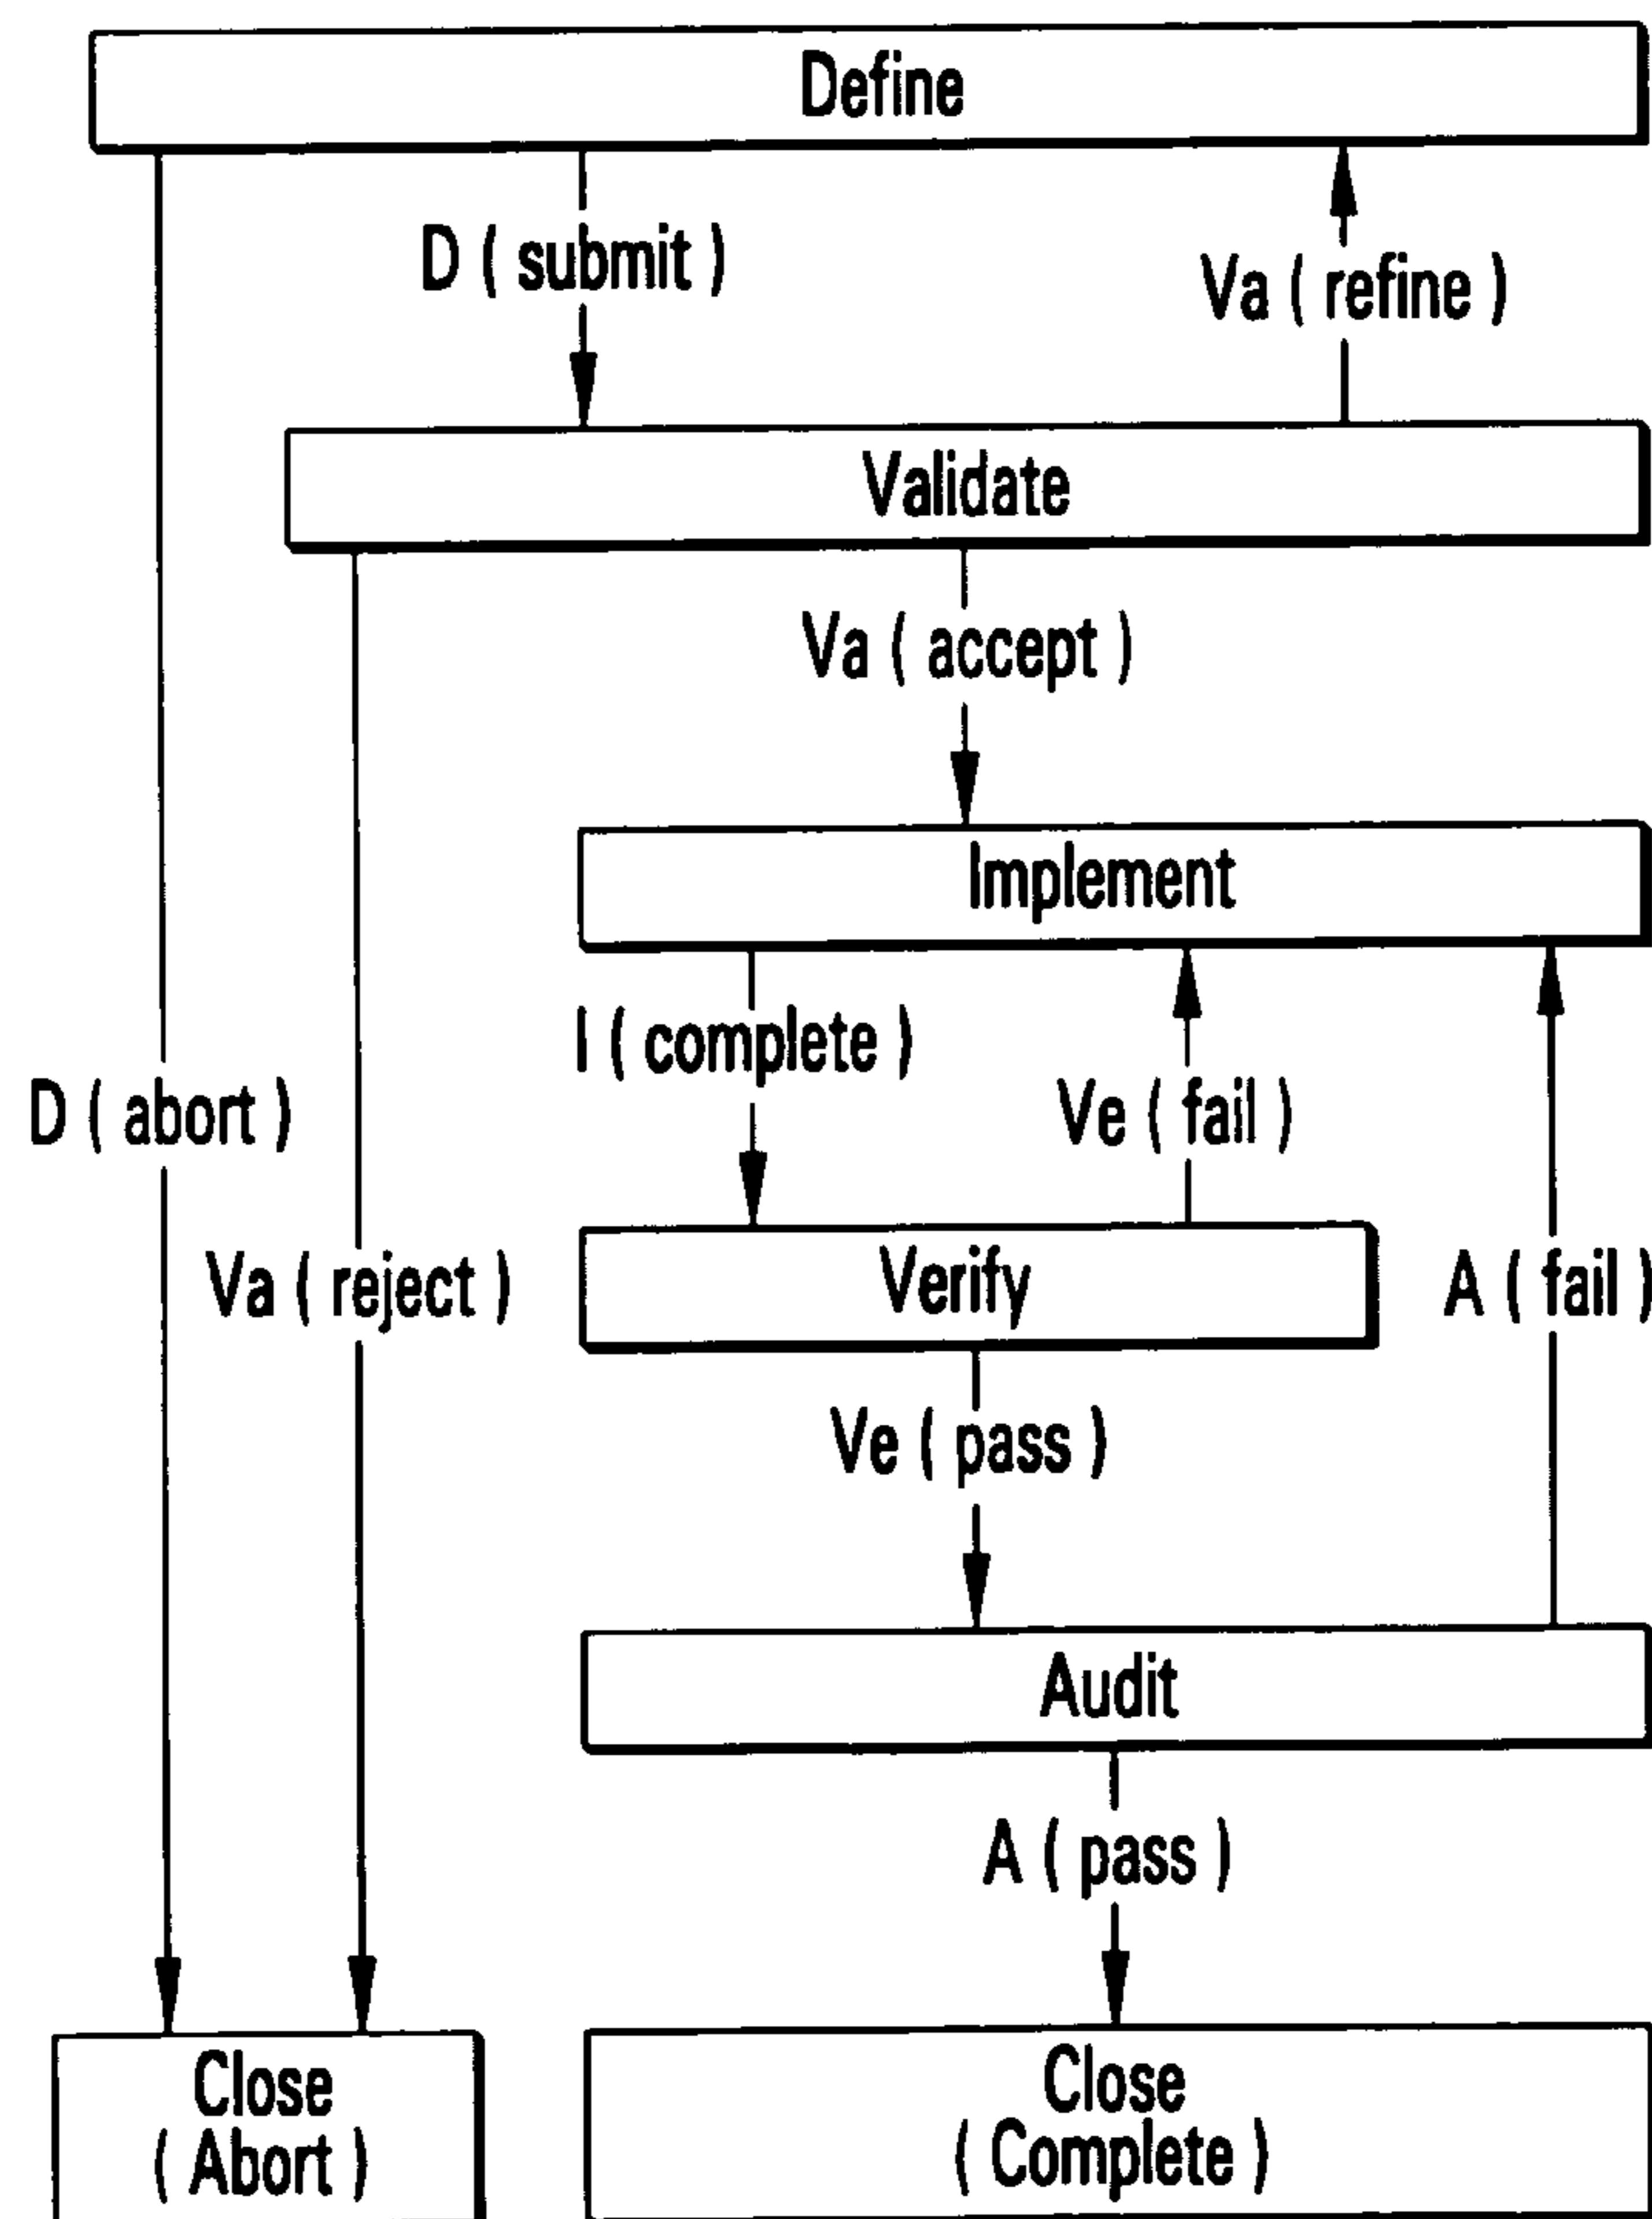 Define
D ( submit )
Va ( refine )
Validate
Va ( accept )
Implement
I ( complete )
Ve ( fail )
D ( abort )
Verify
Va ( reject )
A ( fail )
Ve ( pass )
Audit
A ( pass )
Close
( Abort )
Close
( Complete )